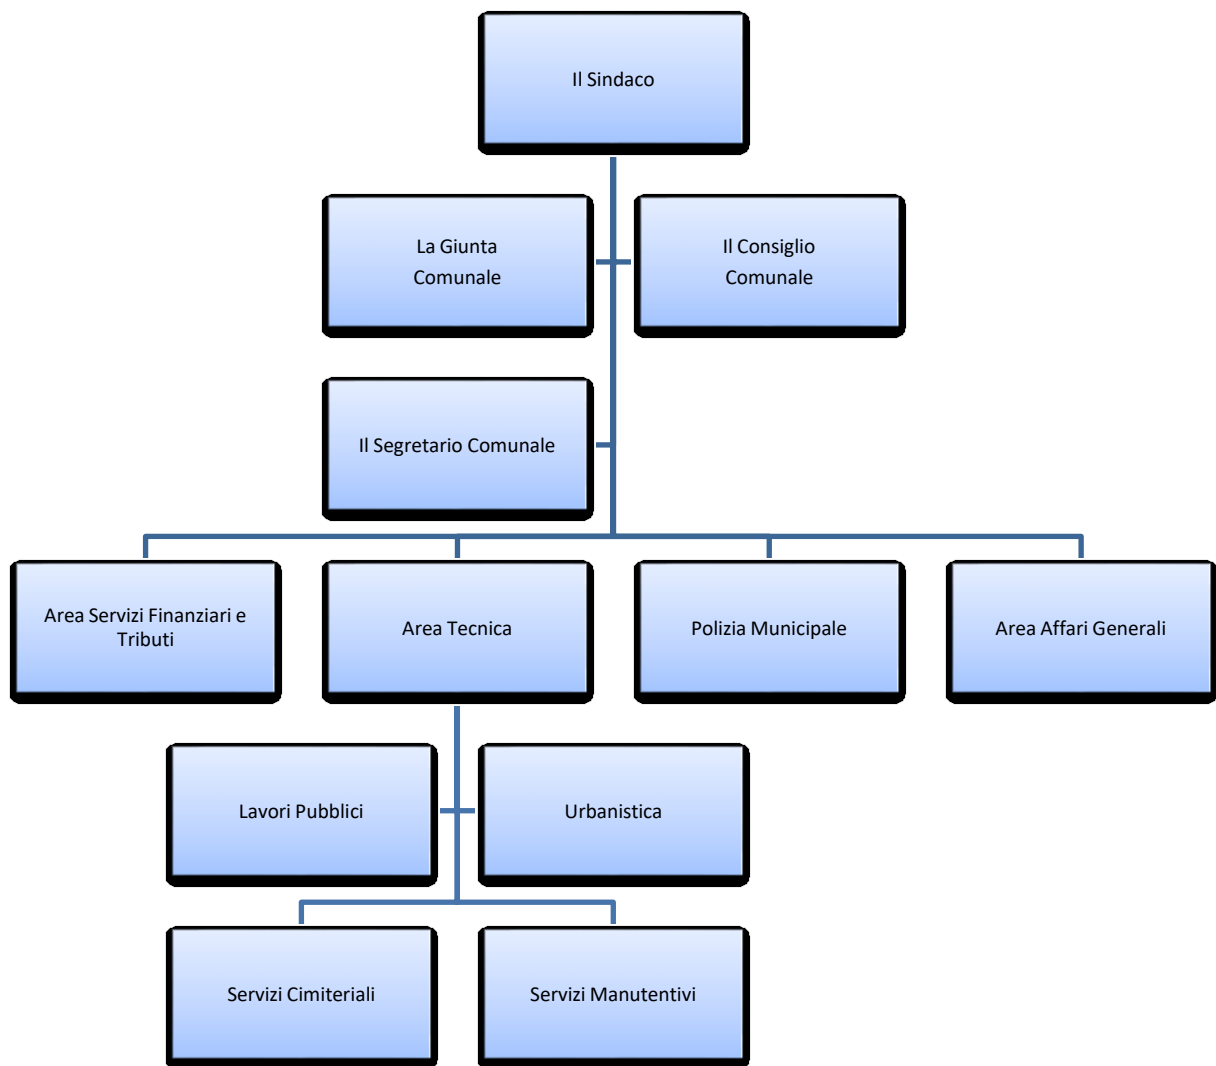 Il Sindaco
La Giunta
Comunale
Il Consiglio
Comunale
Il Segretario Comunale
Area Servizi Finanziari e
Tributi
Area Tecnica
Polizia Municipale
Area Affari Generali
Lavori Pubblici
Urbanistica
Servizi Cimiteriali
Servizi Manutentivi